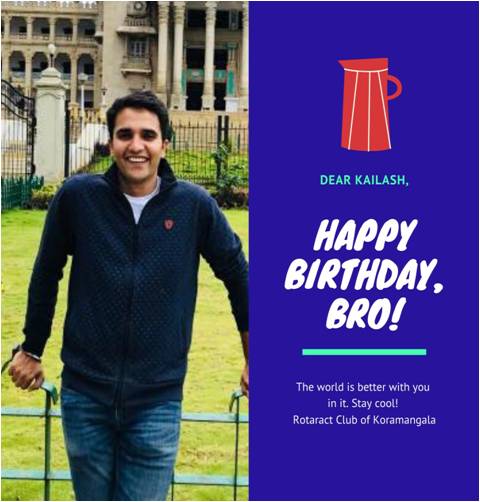 DEAR KAILASH,
HAPPY
BIRTHDAY,
BRO!
The world is better with you
in it. Stay cool!
Rotaract Club of Koramangala